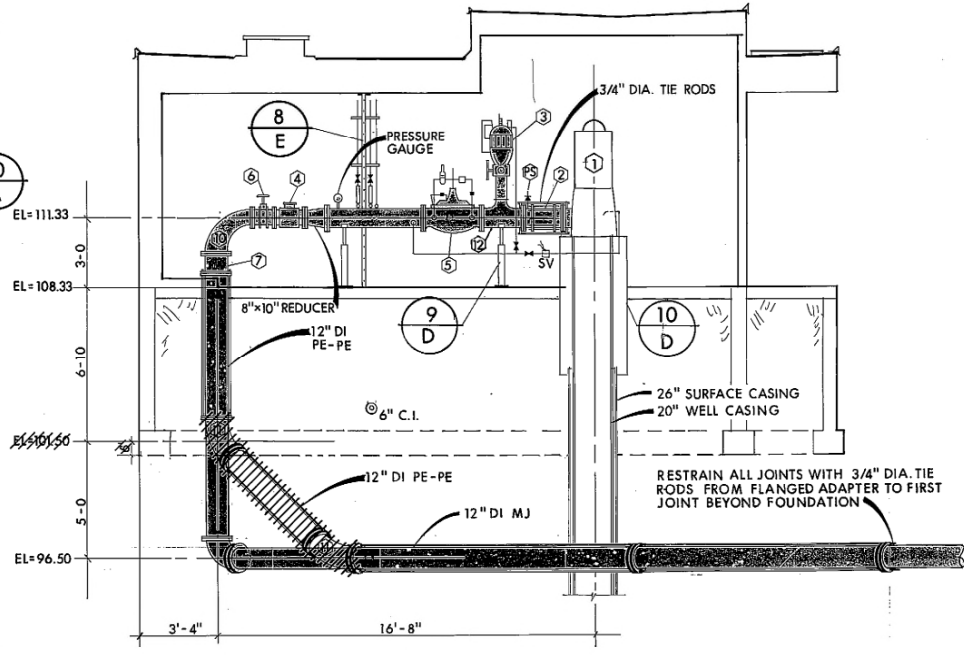 3/4" DIA. TIE RODS
8
E
PRESSURE
GAUGE
3
1
6
4
PS
2
EL=111.33
10
12
5
SV
3-0
7
EL=108.33
8"×10" REDUCER
9
D
10
D
12" DI
PE-PE
6-10
26" SURFACE CASING
20" WELL CASING
6" C.I.
EL=101.50
12" DI PE-PE
RESTRAIN ALL JOINTS WITH 3/4" DIA. TIE
RODS FROM FLANGED ADAPTER TO FIRST
JOINT BEYOND FOUNDATION
5-0
12" DI MJ
EL=96.50
3'-4"
16'-8"